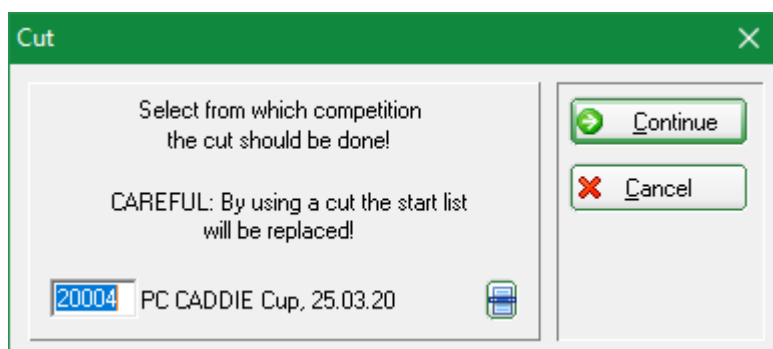 Cut
Select from which competition
the cut should be done!
CAREFUL: By using a cut the start list
will be replaced!
20004 PC CADDIE Cup, 25.03.20
Continue
Cancel